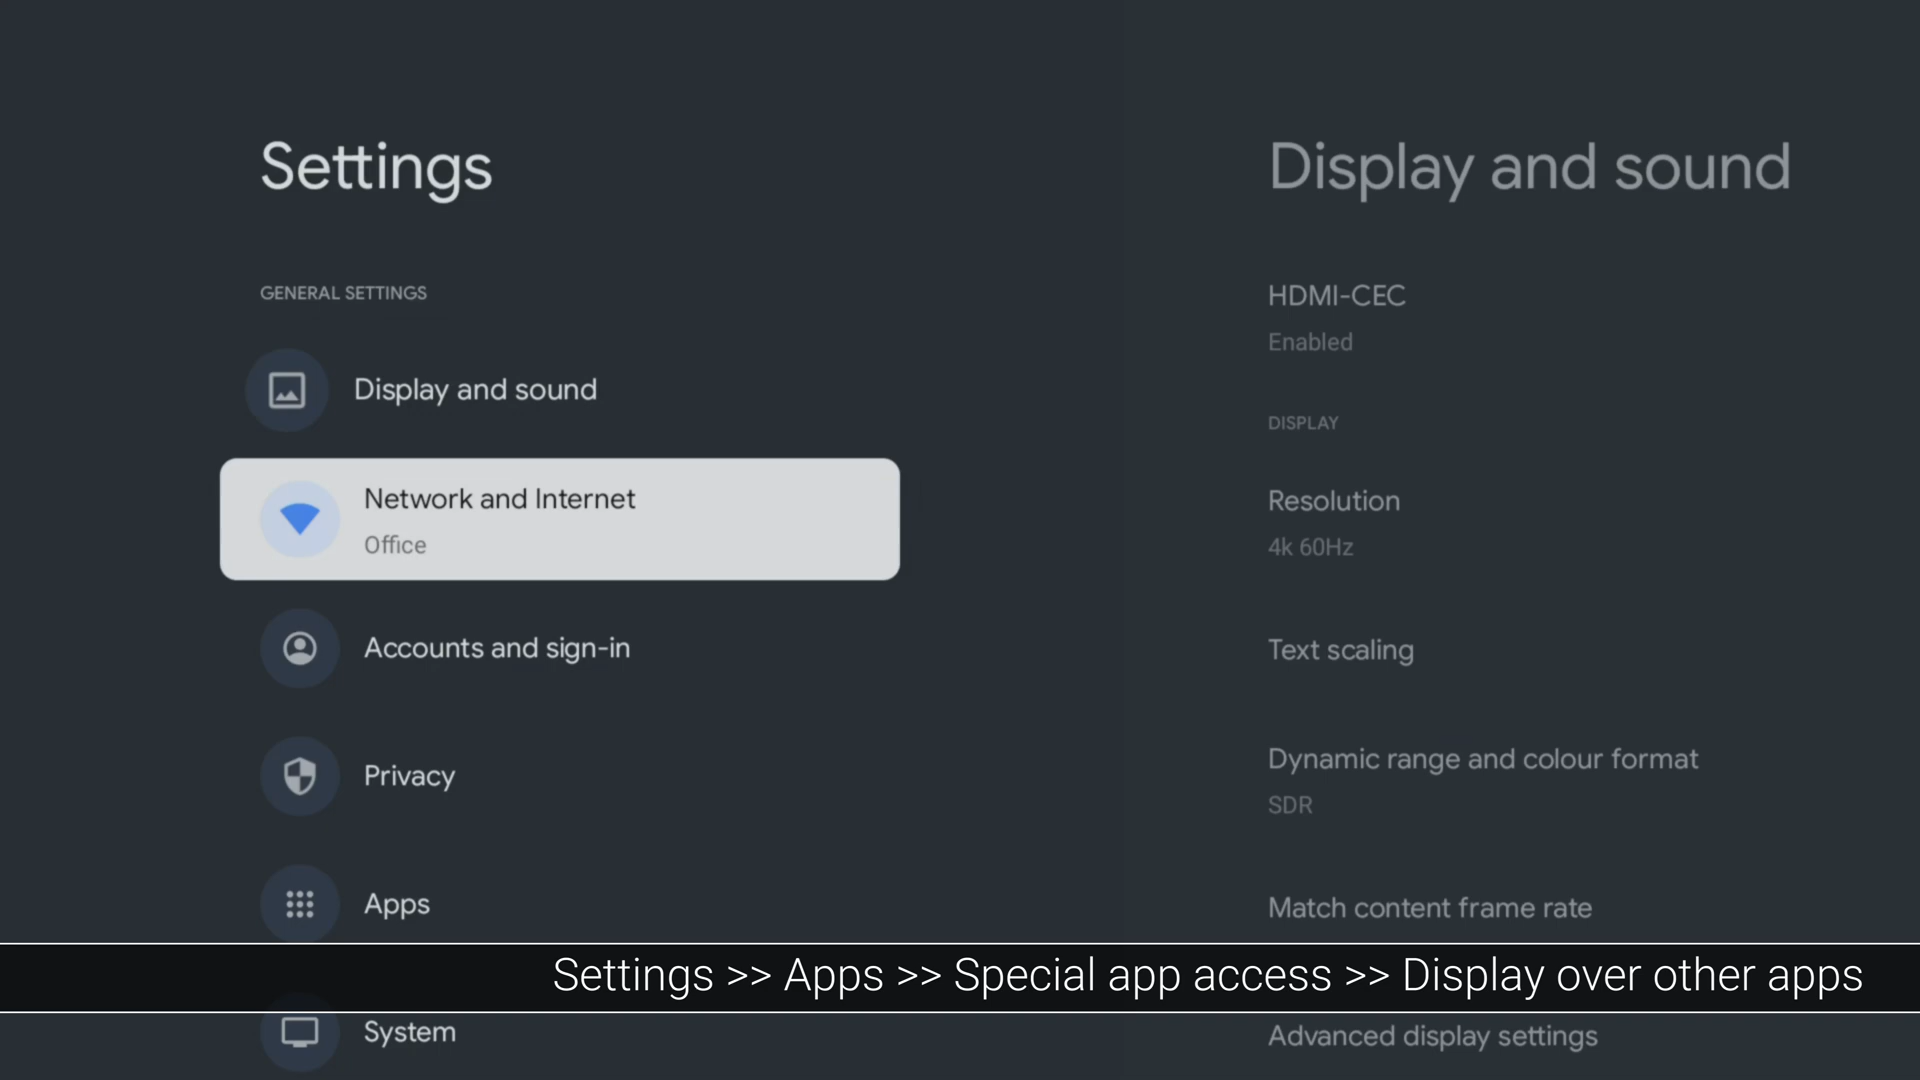 Settings
GENERAL SETTINGS
Display and sound
Network and Internet
Office
Accounts and sign-in
Privacy
Apps
System
Display and sound
HDMI-CEC
Enabled
DISPLAY
Resolution
4k 60Hz
Text scaling
Dynamic range and colour format
SDR
Match content frame rate
Advanced display settings
Settings >> Apps >> Special app access >> Display over other apps